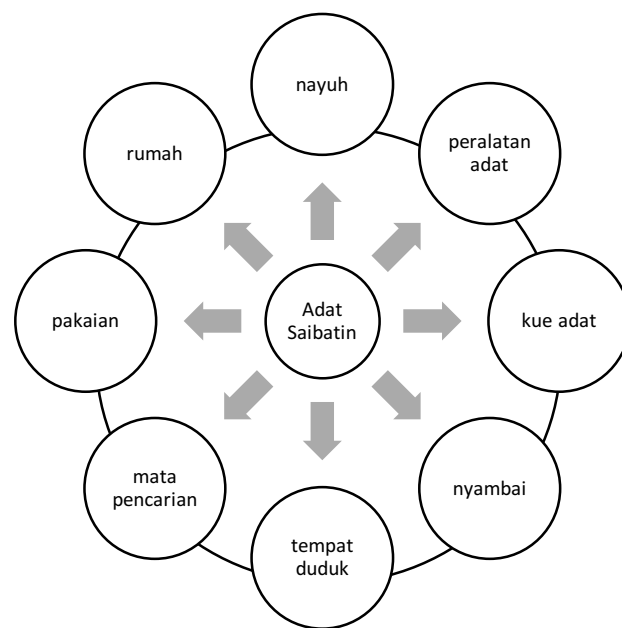 nayuh
peralatan
adat
kue adat
nyambai
tempat
duduk
mata
pencarian
pakaian
rumah
Adat
Saibatin